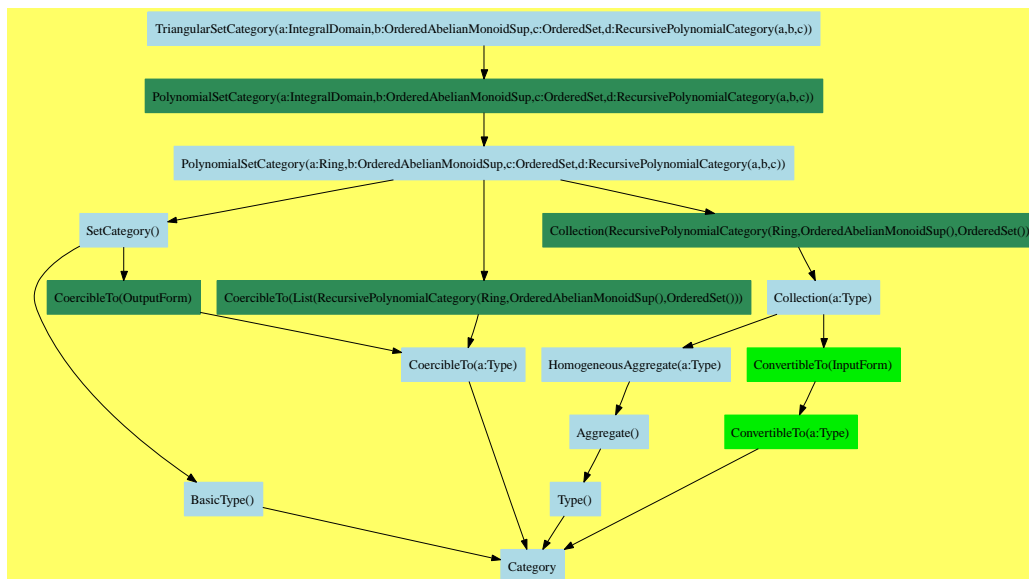 TriangularSetCategory(a:IntegralDomain,b:OrderedAbelianMonoidSup,c:OrderedSet,d:RecursivePolynomialCategory(a,b,c))
PolynomialSetCategory(a:IntegralDomain,b:OrderedAbelianMonoidSup,c:OrderedSet,d:RecursivePolynomialCategory(a,b,c))
PolynomialSetCategory(a:Ring,b:OrderedAbelianMonoidSup,c:OrderedSet,d:RecursivePolynomialCategory(a,b,c))
SetCategory()
Collection(RecursivePolynomialCategory(Ring,OrderedAbelianMonoidSup(),OrderedSet())
CoercibleTo(OutputForm)
CoercibleTo(List(RecursivePolynomialCategory(Ring,OrderedAbelianMonoidSup(),OrderedSet()))
Collection(a:Type)
CoercibleTo(a:Type)
HomogeneousAggregate(a:Type)
ConvertibleTo(InputForm)
Aggregate()
ConvertibleTo(a:Type)
BasicType()
Type()
Category